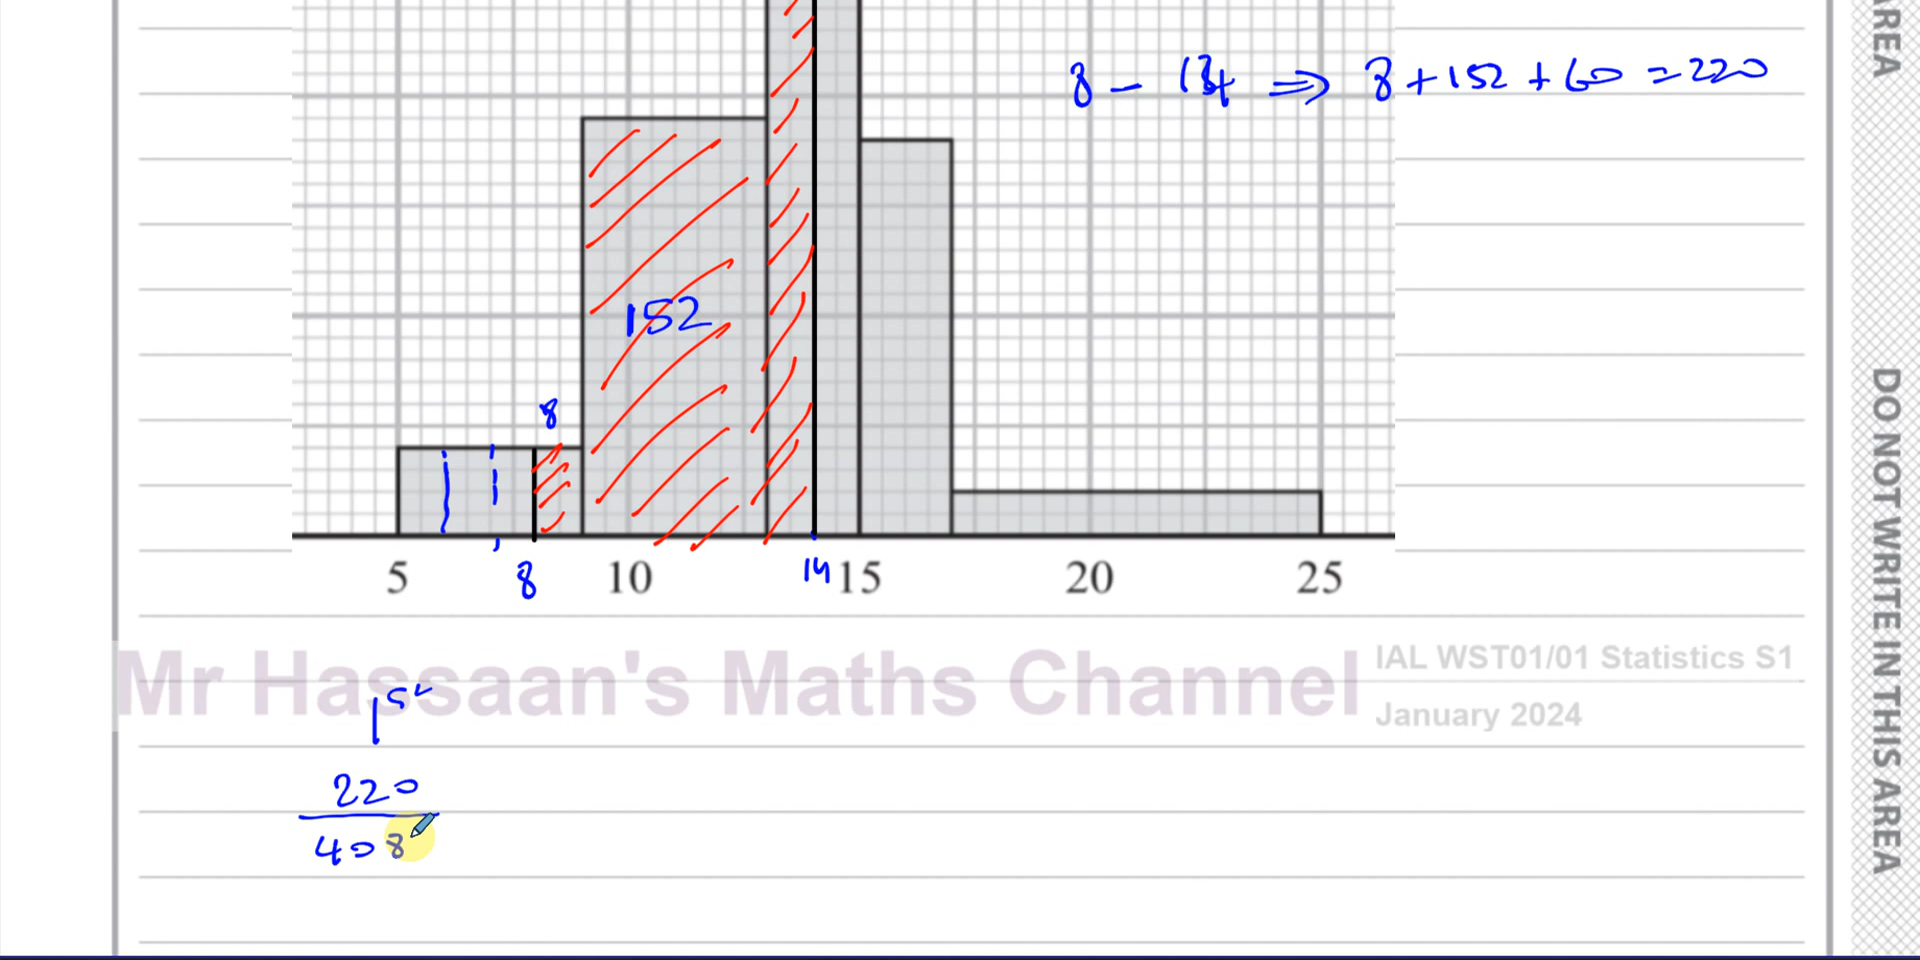 AREA
8 - 14 ⇒ 8 + 152 + 60 = 220
152
8
5 10 15 20 25
8 14
DO NOT WRITE IN THIS AREA
Mr Hassaan's Maths Channel
IAL WST01/01 Statistics S1
January 2024
1st
220
408